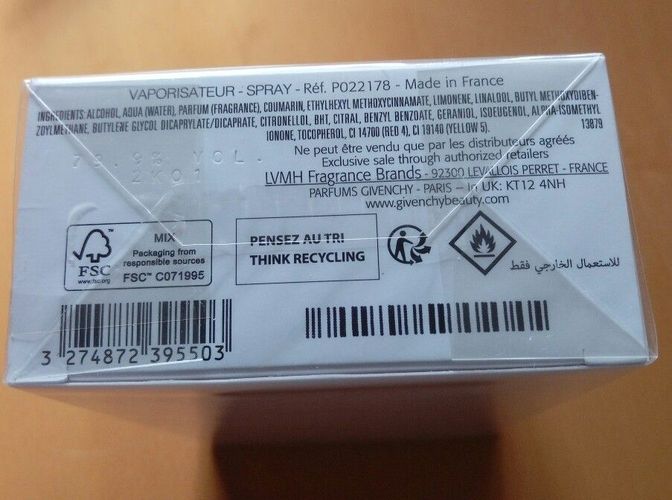 VAPORISATEUR - SPRAY - Réf. P022178 - Made in France
INGREDIENTS: ALCOHOL, AQUA (WATER), PARFUM (FRAGRANCE), COUMARIN, ETHYLHEXYL METHOXYCINNAMATE, LIMONENE, LINALOOL, BUTYL METHOXYDIBEN-
ZOYLMETHANE, BUTYLENE GLYCOL DICAPRYLATE/DICAPRATE, CITRONELLOL, BHT, CITRAL, BENZYL BENZOATE, GERANIOL, ISOEUGENOL, ALPHA-ISOMETHYL
IONONE, TOCOPHEROL, CI 14700 (RED 4), CI 19140 (YELLOW 5). 13879
Ne peut être vendu que par les distributeurs agréés
Exclusive sale through authorized retailers
LVMH Fragrance Brands - 92300 LEVALLOIS PERRET - FRANCE
PARFUMS GIVENCHY - PARIS - In UK: KT12 4NH
www.givenchybeauty.com
VOL.
2K01
FSC
www.fsc.org
MIX
Packaging from
responsible sources
FSC™ C071995
PENSEZ AU TRI
THINK RECYCLING
للاستعمال الخارجي فقط
3 274872 395503